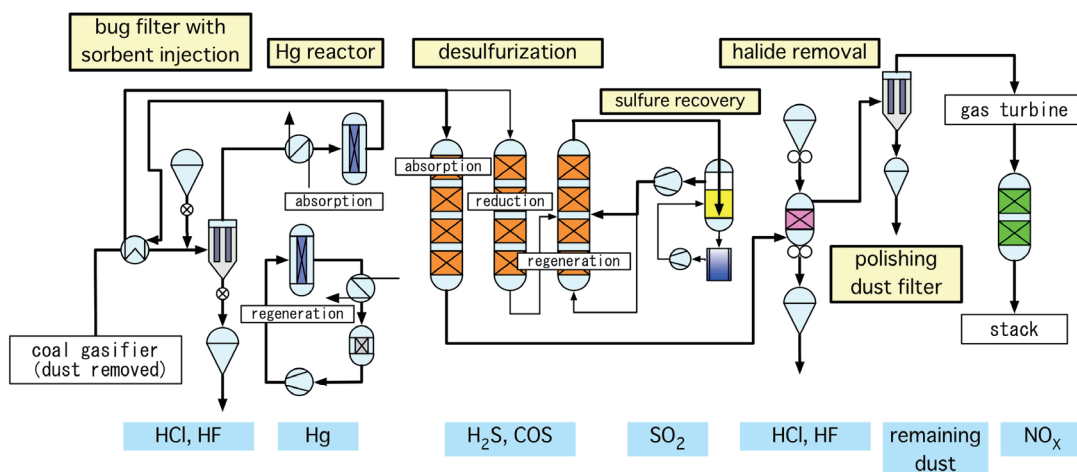 bug filter with
sorbent injection
Hg reactor
desulfurization
halide removal
sulfure recovery
gas turbine
absorption
absorption
reduction
regeneration
regeneration
polishing
dust filter
stack
coal gasifier
(dust removed)
HCl, HF
Hg
H₂S, COS
SO₂
HCl, HF
remaining
dust
NOₓ